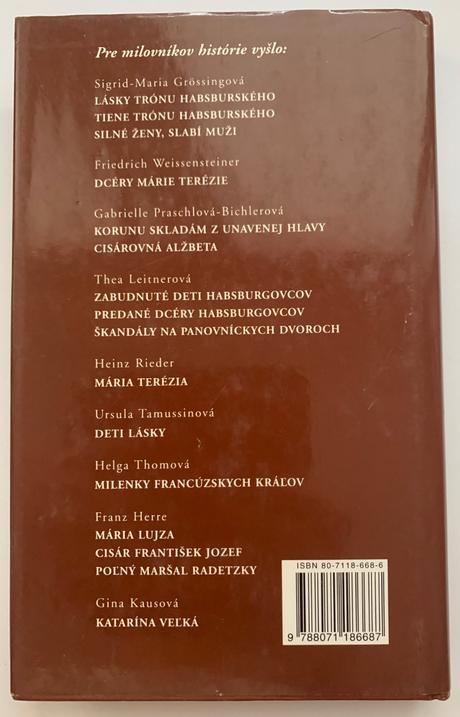 Pre milovníkov histórie vyšlo:
Sigrid-Maria Grössingová
LÁSKY TRÓNU HABSBURSKÉHO
TIENE TRÓNU HABSBURSKÉHO
SILNÉ ŽENY, SLABÍ MUŽI
Friedrich Weissensteiner
DCÉRY MÁRIE TERÉZIE
Gabrielle Praschlová-Bichlerová
KORUNU SKLADÁM Z UNAVENEJ HLAVY
CISÁROVNÁ ALŽBETA
Thea Leitnerová
ZABUDNUTÉ DETI HABSBURGOVCOV
PREDANÉ DCÉRY HABSBURGOVCOV
ŠKANDÁLY NA PANOVNÍCKYCH DVOROCH
Heinz Rieder
MÁRIA TERÉZIA
Ursula Tamussinová
DETI LÁSKY
Helga Thomová
MILENKY FRANCÚZSKYCH KRÁĽOV
Franz Herre
MÁRIA LUJZA
CISÁR FRANTIŠEK JOZEF
POĽNÝ MARŠAL RADETZKY
Gina Kausová
KATARÍNA VEĽKÁ
ISBN 80-7118-668-6
9 788071 186687